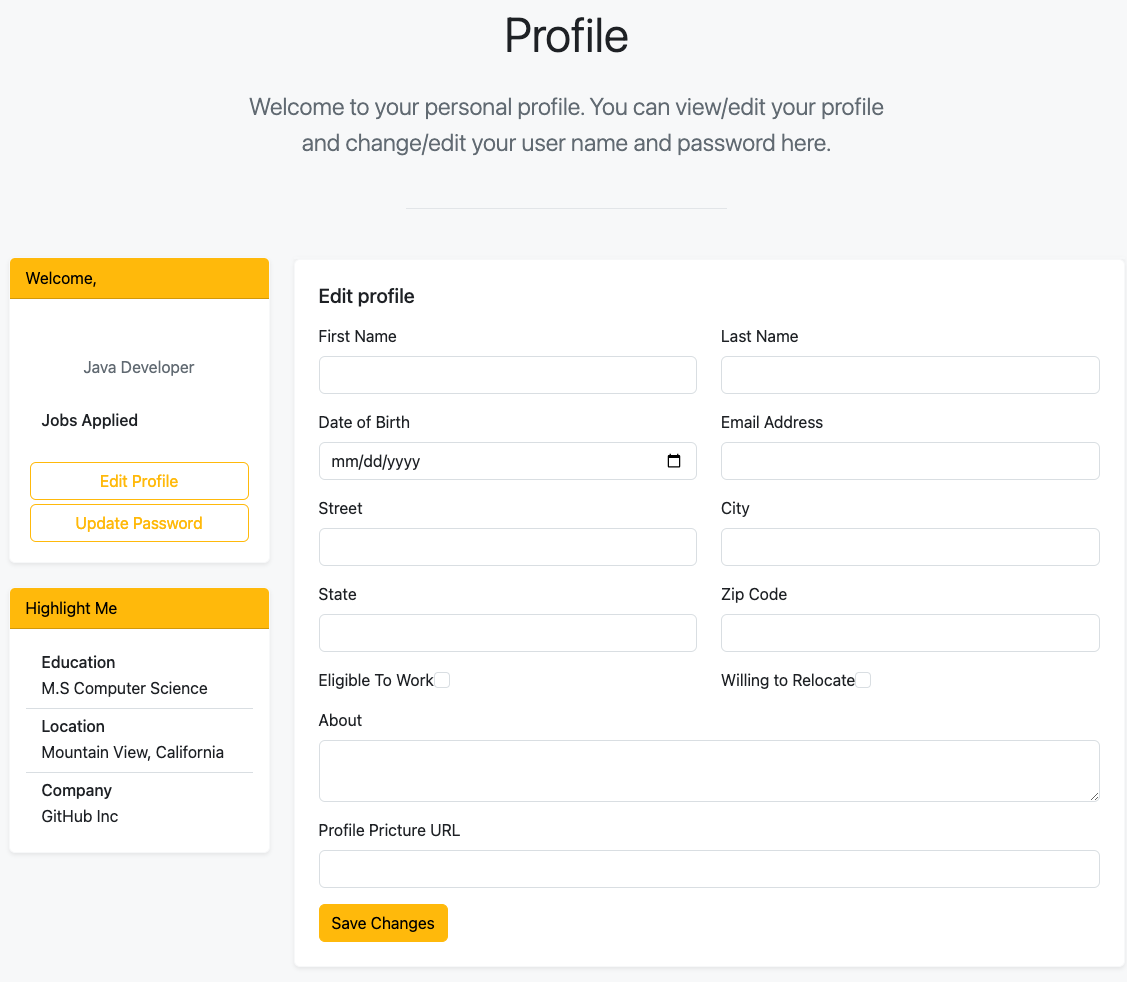 Profile
Welcome to your personal profile. You can view/edit your profile
and change/edit your user name and password here.
Welcome,
Java Developer
Jobs Applied
Edit Profile
Update Password
Highlight Me
Education
M.S Computer Science
Location
Mountain View, California
Company
GitHub Inc
Edit profile
First Name
Last Name
Date of Birth
Email Address
mm/dd/yyyy
Street
City
State
Zip Code
Eligible To Work
Willing to Relocate
About
Profile Pricture URL
Save Changes